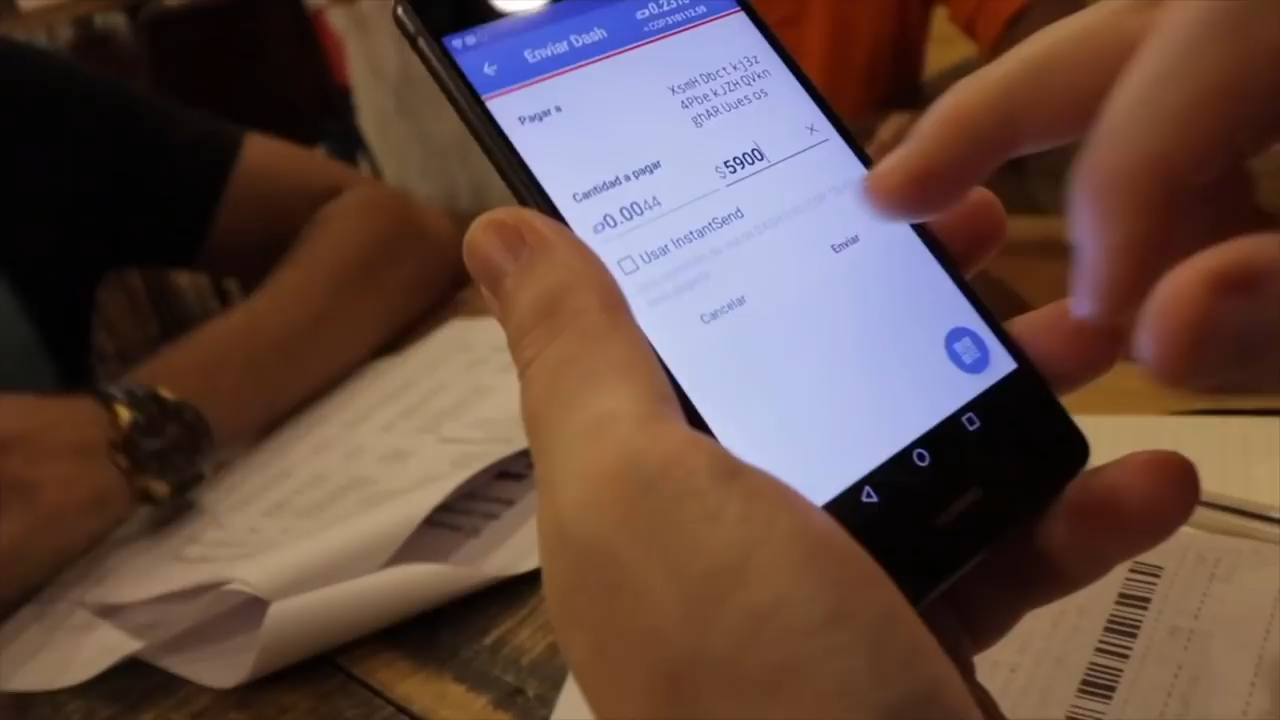 Enviar Dash
Pagar a
XsmH Dbct kj3z
4Pbe kJZH QVkn
ghAR Uues os
Cantidad a pagar
0.0044
$5900
Usar InstantSend
Enviar
Cancelar